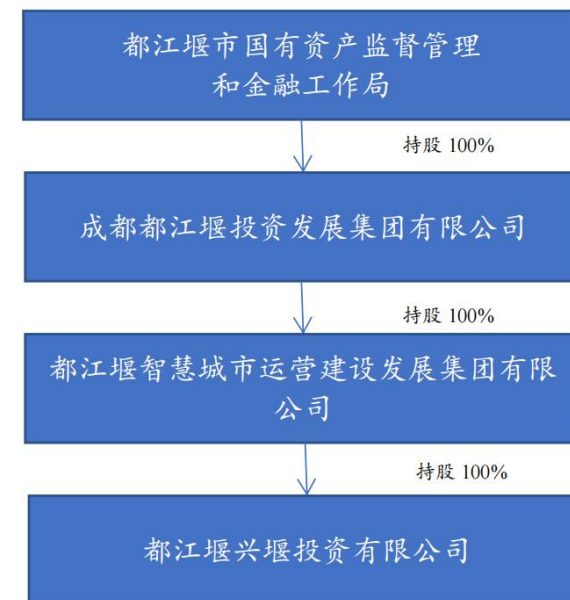 都江堰市国有资产监督管理
和金融工作局
持股 100%
成都都江堰投资发展集团有限公司
持股 100%
都江堰智慧城市运营建设发展集团有限
公司
持股 100%
都江堰兴堰投资有限公司